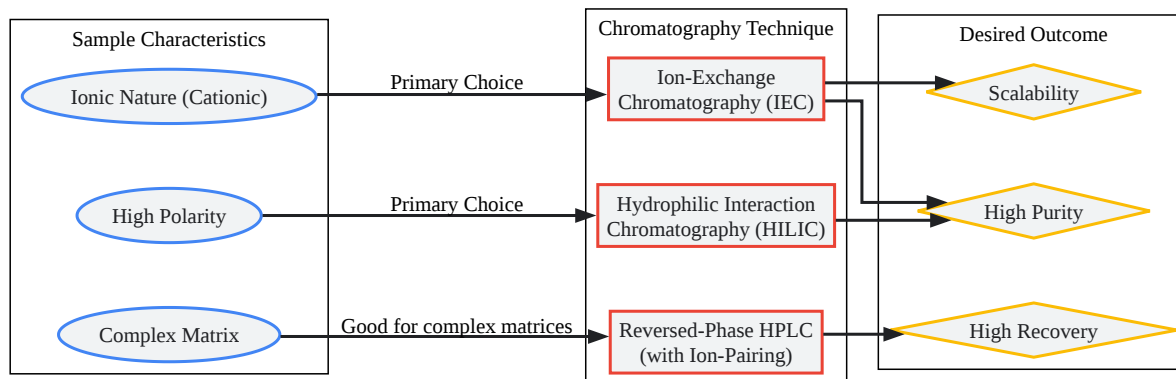 Sample Characteristics
Chromatography Technique
Desired Outcome
Ionic Nature (Cationic)
Primary Choice
Ion-Exchange
Chromatography (IEC)
Scalability
High Polarity
Primary Choice
Hydrophilic Interaction
Chromatography (HILIC)
High Purity
Complex Matrix
Good for complex matrices
Reversed-Phase HPLC
(with Ion-Pairing)
High Recovery